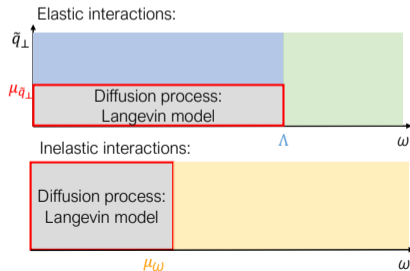 Elastic interactions:
q̃⊥
μq̃⊥
Diffusion process:
Langevin model
Λ
ω
Inelastic interactions:
Diffusion process:
Langevin model
μω
ω